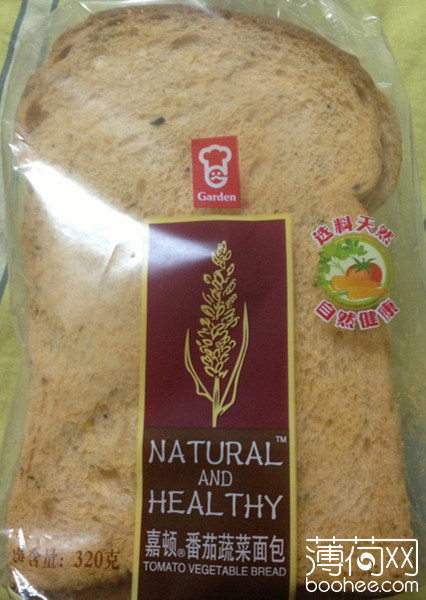 Garden
选料天然
自然健康
NATURAL™
AND
HEALTHY
嘉顿®番茄蔬菜面包
TOMATO VEGETABLE BREAD
净含量: 320克
薄荷网
boohee.com